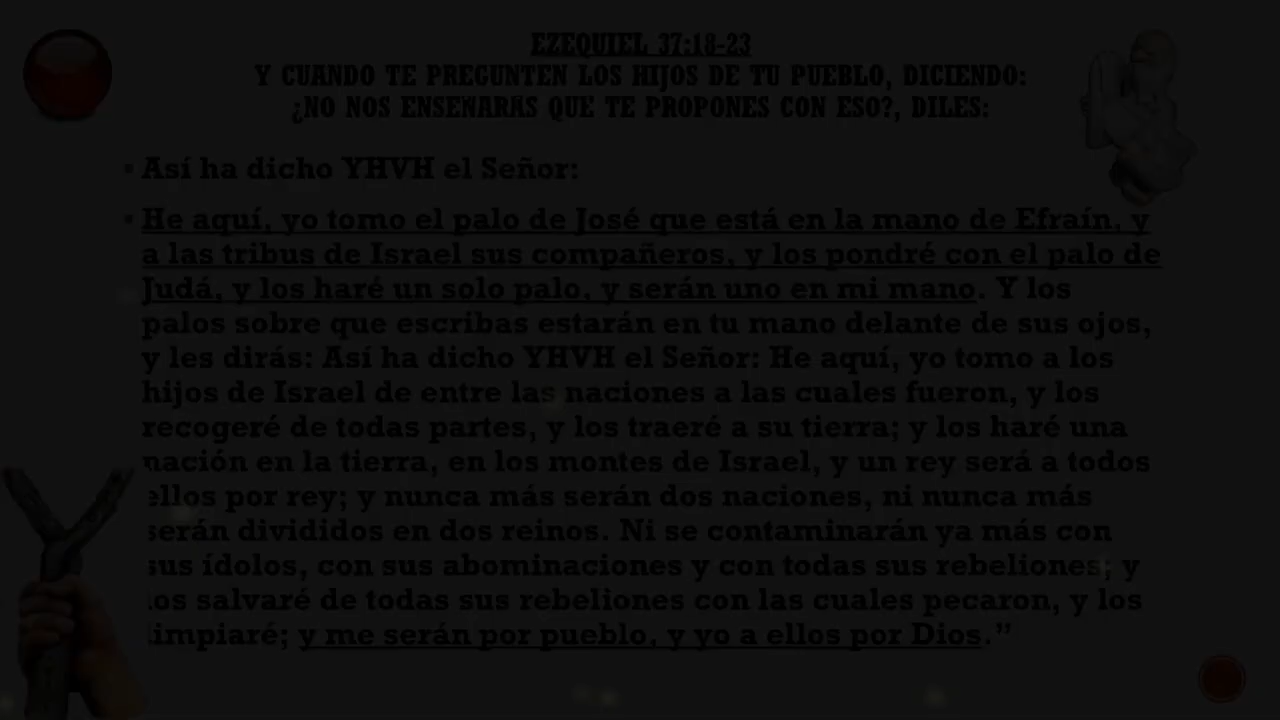 EZEQUIEL 37:18-23
Y CUANDO TE PREGUNTEN LOS HIJOS DE TU PUEBLO, DICIENDO:
¿NO NOS ENSEÑARÁS QUE TE PROPONES CON ESO?, DILES:
▪ Así ha dicho YHVH el Señor:
▪ He aquí, yo tomo el palo de José que está en la mano de Efraín, y
a las tribus de Israel sus compañeros, y los pondré con el palo de
Judá, y los haré un solo palo, y serán uno en mi mano. Y los
palos sobre que escribas estarán en tu mano delante de sus ojos,
y les dirás: Así ha dicho YHVH el Señor: He aquí, yo tomo a los
hijos de Israel de entre las naciones a las cuales fueron, y los
recogeré de todas partes, y los traeré a su tierra; y los haré una
nación en la tierra, en los montes de Israel, y un rey será a todos
ellos por rey; y nunca más serán dos naciones, ni nunca más
serán divididos en dos reinos. Ni se contaminarán ya más con
sus ídolos, con sus abominaciones y con todas sus rebeliones; y
los salvaré de todas sus rebeliones con las cuales pecaron, y los
limpiaré; y me serán por pueblo, y yo a ellos por Dios.”